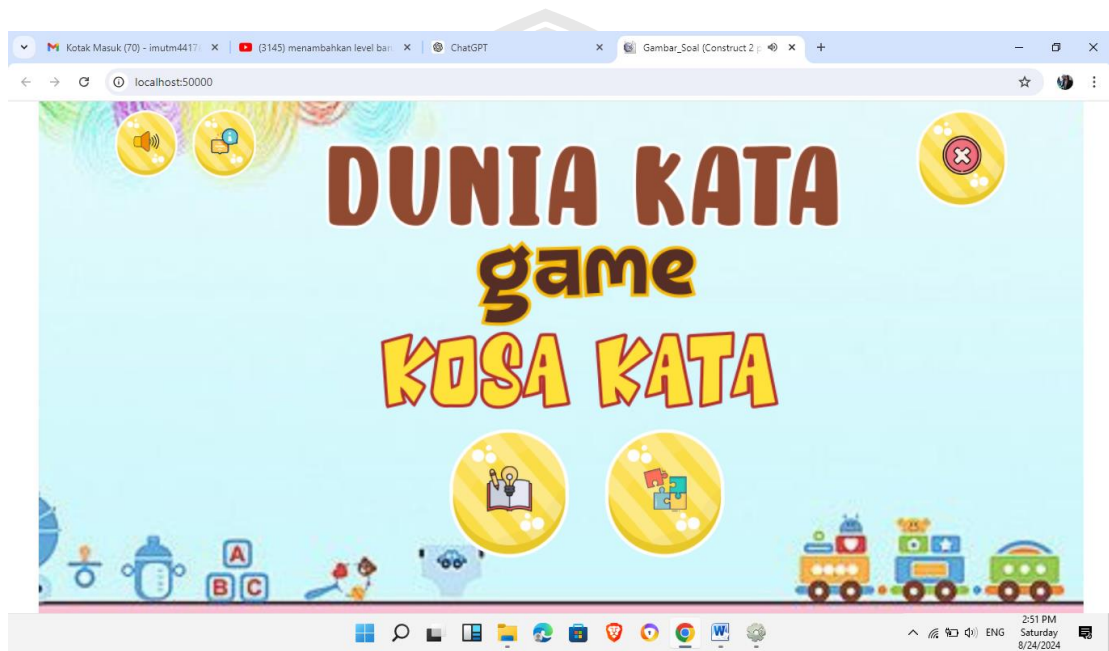 Kotak Masuk (70) - imutm4417
(3145) menambahkan level bar
ChatGPT
Gambar_Soal (Construct 2 p
localhost:50000
DUNIA KATA
game
KOSA KATA
A
B C
ENG
2:51 PM
Saturday
8/24/2024